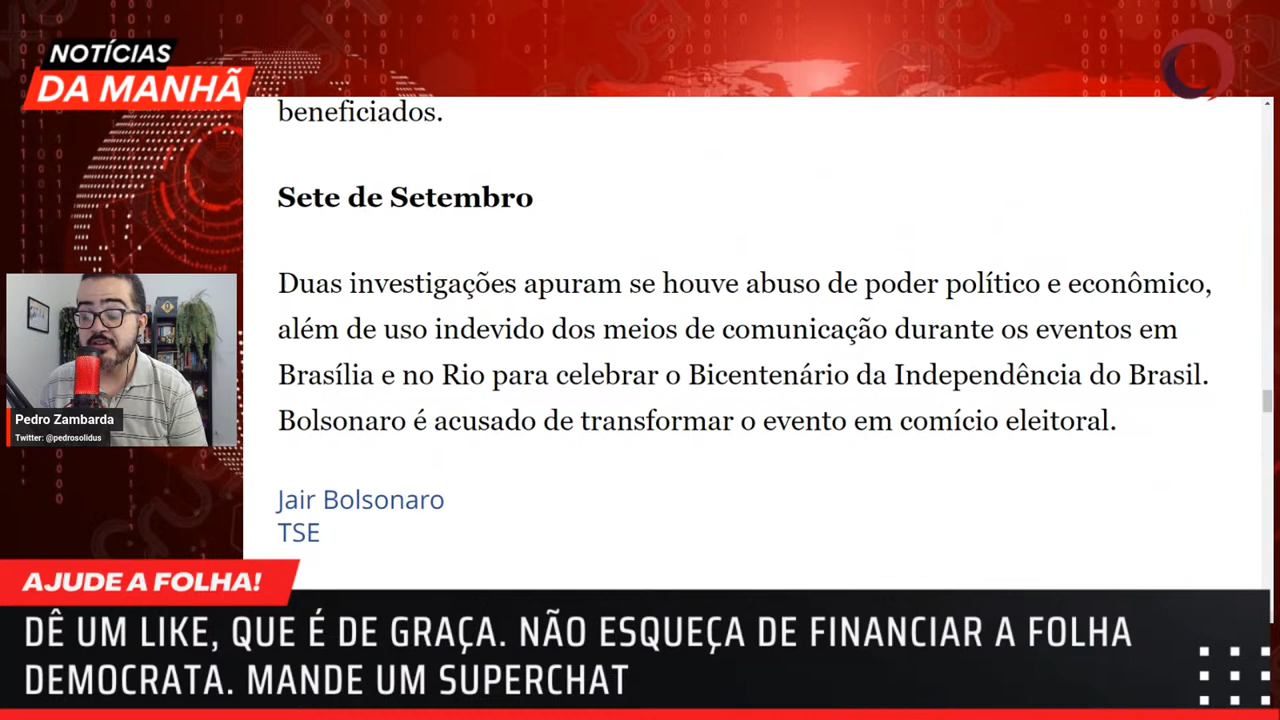 NOTÍCIAS
DA MANHÃ
beneficiados.
Sete de Setembro
Duas investigações apuram se houve abuso de poder político e econômico,
além de uso indevido dos meios de comunicação durante os eventos em
Brasília e no Rio para celebrar o Bicentenário da Independência do Brasil.
Bolsonaro é acusado de transformar o evento em comício eleitoral.
Jair Bolsonaro
TSE
Pedro Zambarda
Twitter: @pedrosolidus
AJUDE A FOLHA!
DÊ UM LIKE, QUE É DE GRAÇA. NÃO ESQUEÇA DE FINANCIAR A FOLHA
DEMOCRATA. MANDE UM SUPERCHAT